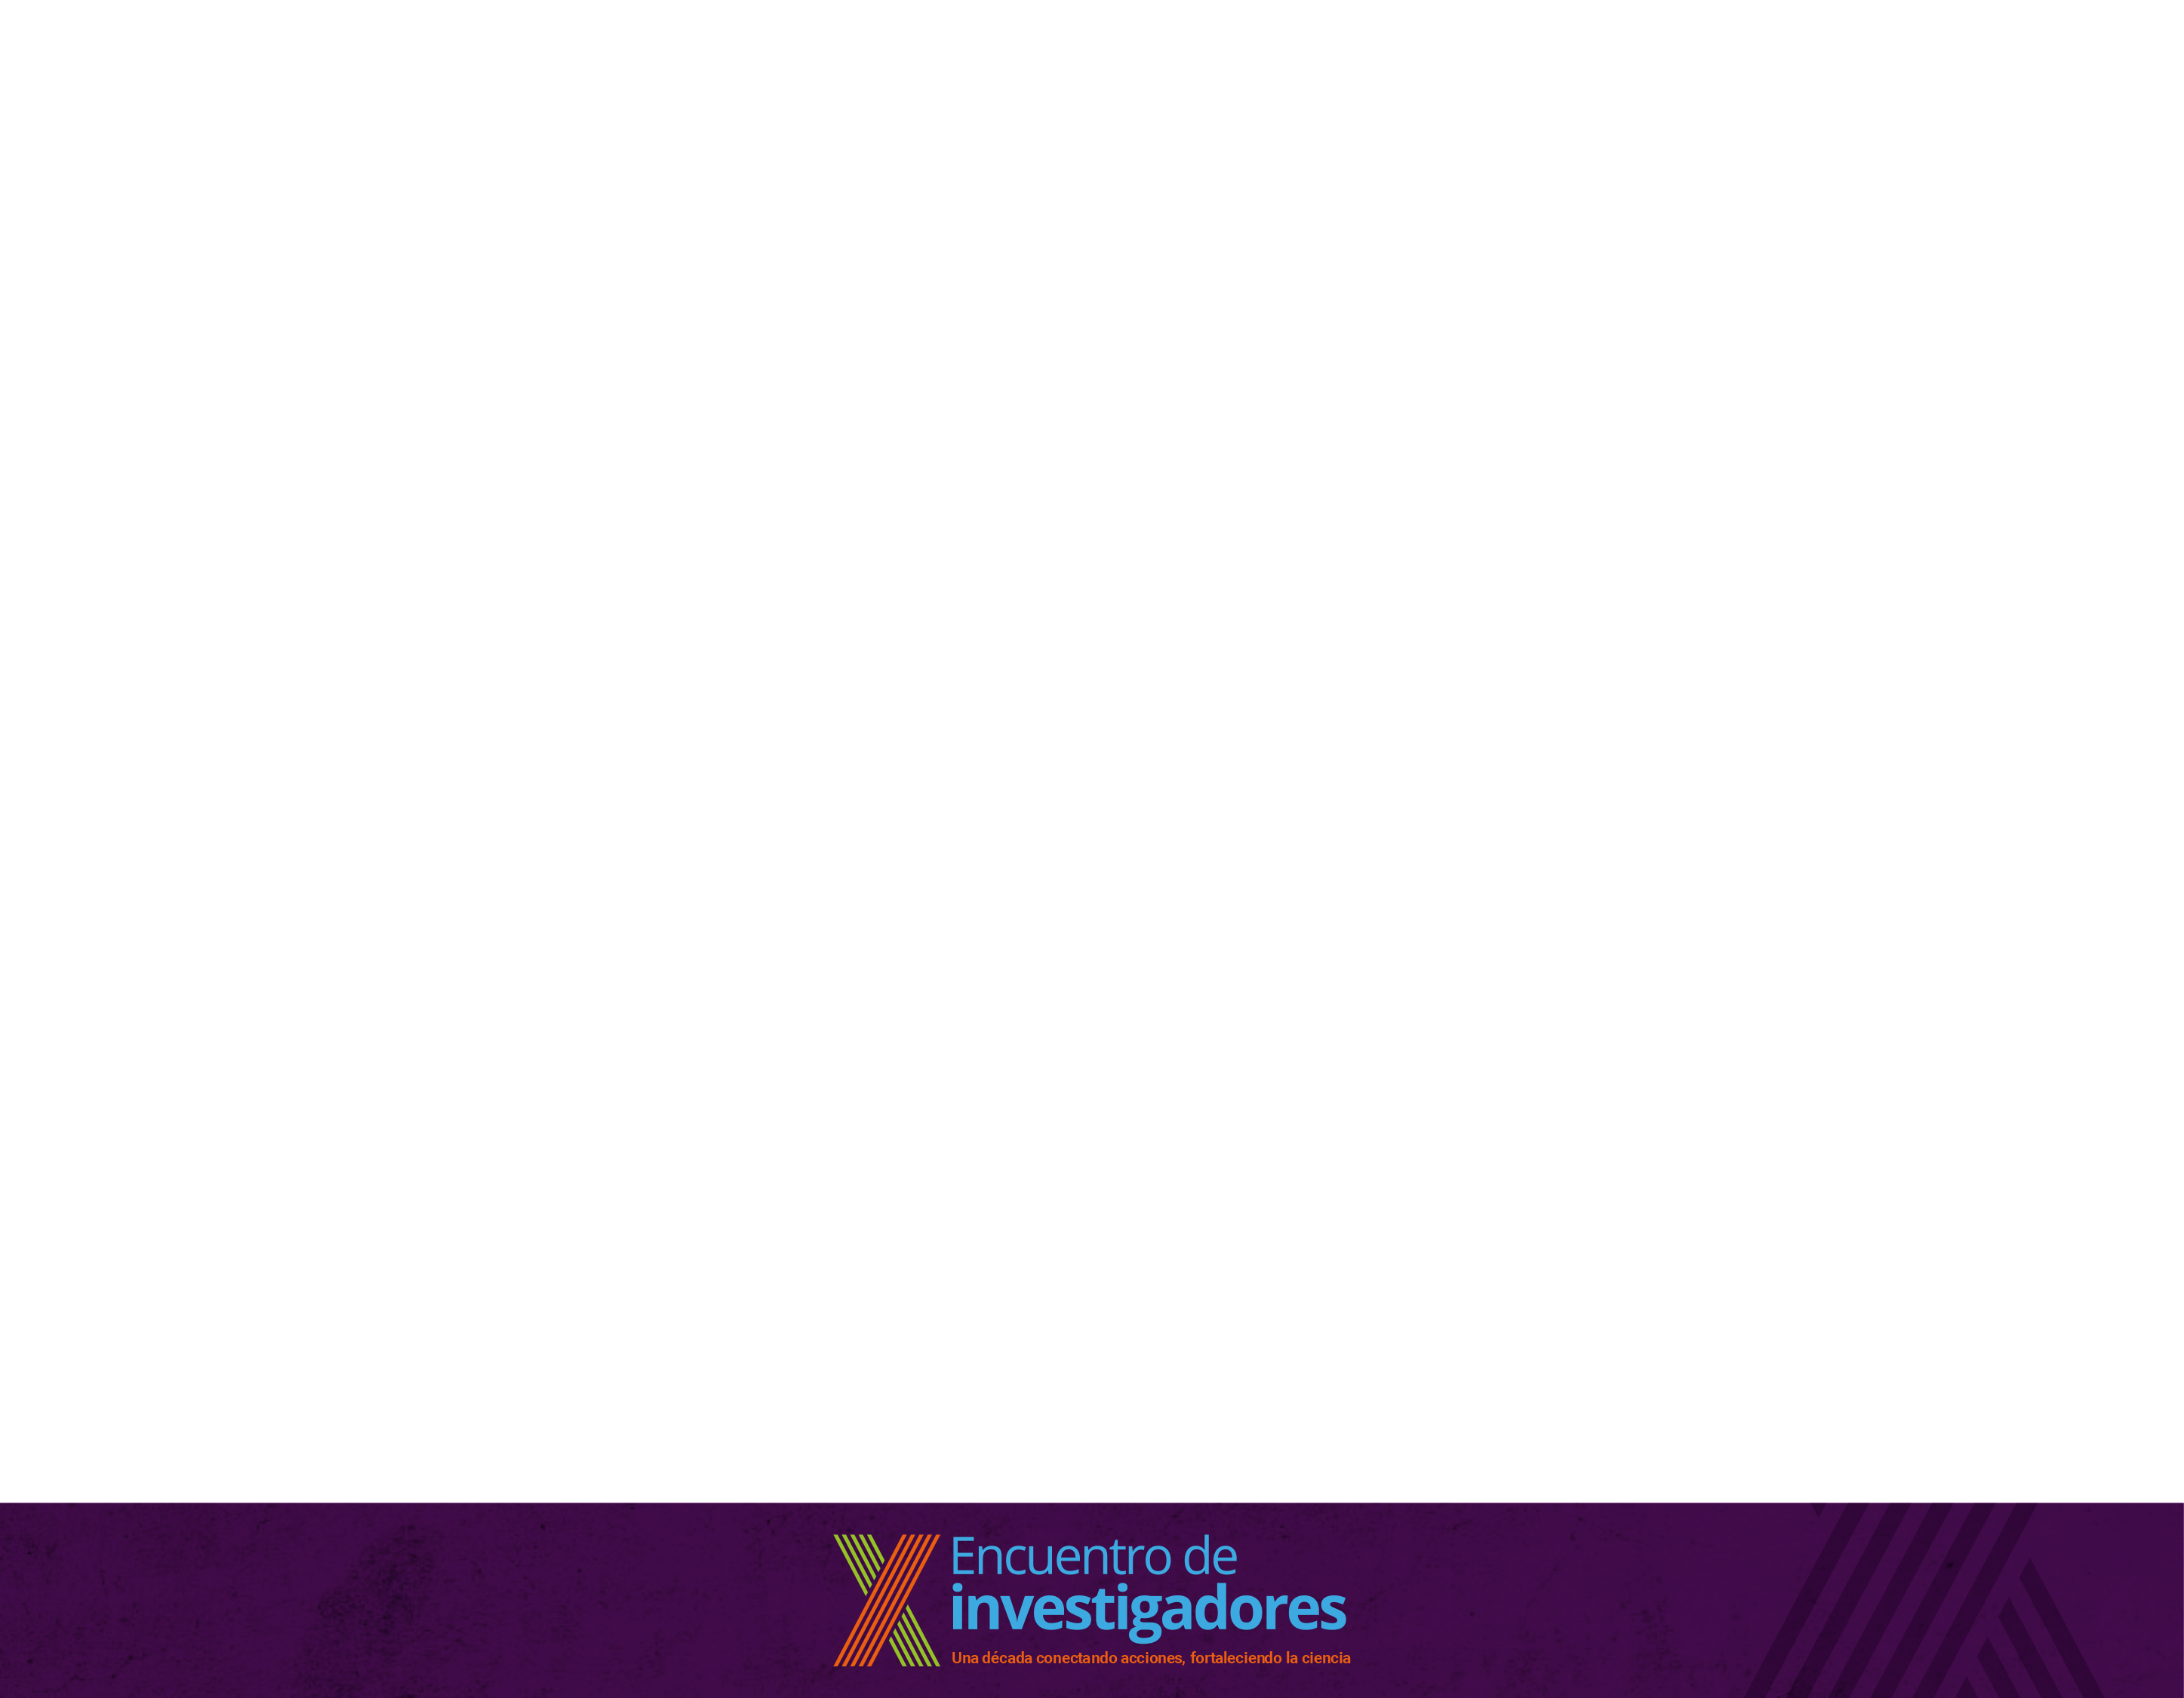 X Encuentro de
investigadores
Una década conectando acciones, fortaleciendo la ciencia